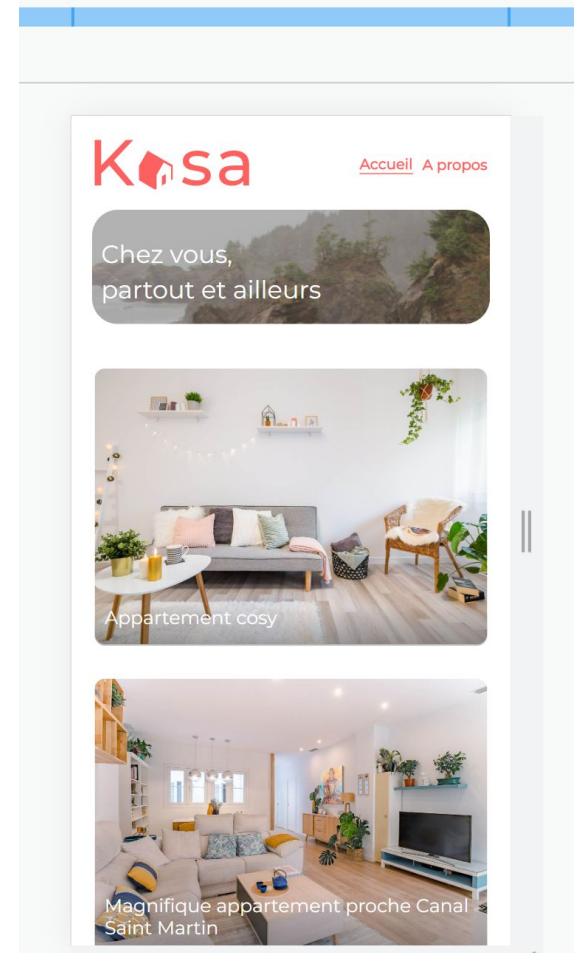 Kasa
Accueil A propos
Chez vous,
partout et ailleurs
Appartement cosy
Magnifique appartement proche Canal
Saint Martin